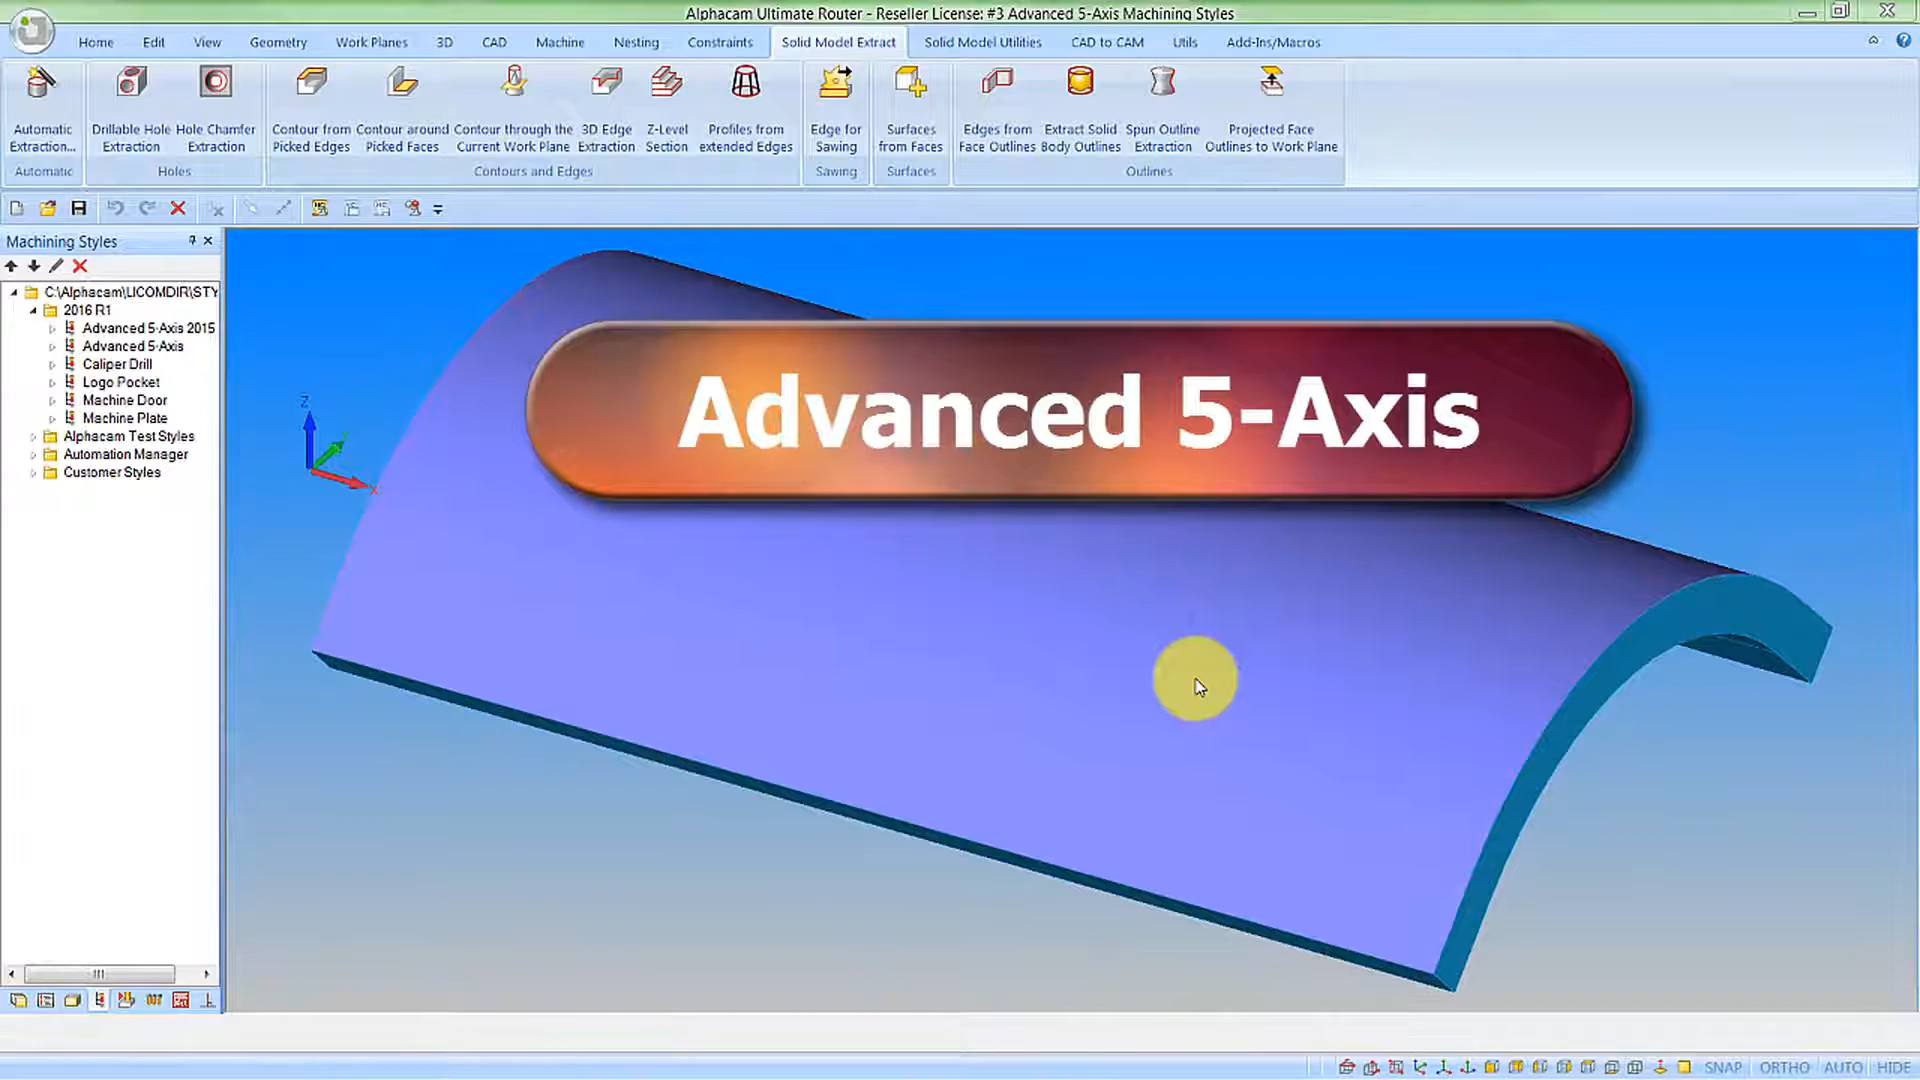 Alphacam Ultimate Router - Reseller License: #3 Advanced 5-Axis Machining Styles
Home Edit View Geometry Work Planes 3D CAD Machine Nesting Constraints Solid Model Extract Solid Model Utilities CAD to CAM Utils Add-Ins/Macros
Automatic Extraction...
Drillable Hole Extraction
Hole Chamfer Extraction
Contour from Picked Edges
Contour around Picked Faces
Contour through the Current Work Plane
3D Edge Extraction
Z-Level Section
Profiles from extended Edges
Edge for Sawing
Surfaces from Faces
Edges from Face Outlines
Extract Solid Body Outlines
Spun Outline Extraction
Projected Face Outlines to Work Plane
Automatic Holes Contours and Edges Sawing Surfaces Outlines
Machining Styles
C:\Alphacam\LICOMDIR\STY
2016 R1
Advanced 5-Axis 2015
Advanced 5-Axis
Caliper Drill
Logo Pocket
Machine Door
Machine Plate
Alphacam Test Styles
Automation Manager
Customer Styles
Advanced 5-Axis
Z
X
SNAP ORTHO AUTO HIDE